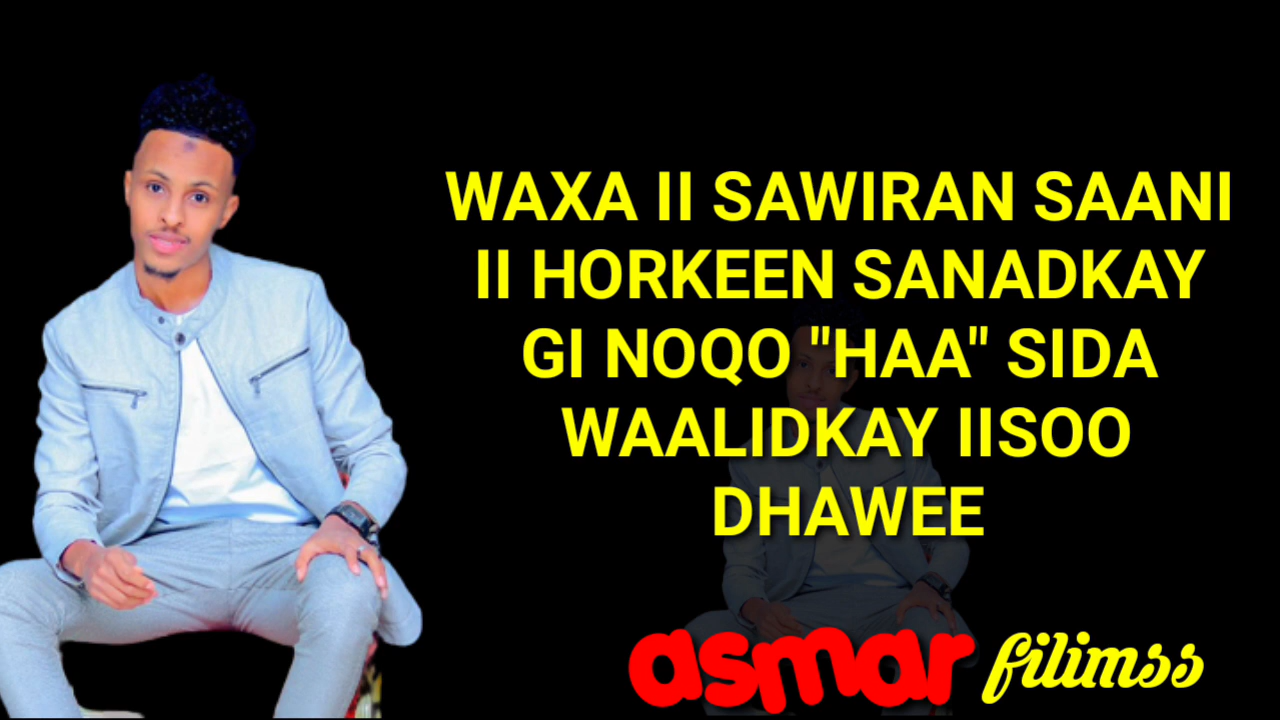 WAXA II SAWIRAN SAANI
II HORKEEN SANADKAY
GI NOQO "HAA" SIDA
WAALIDKAY IISOO
DHAWEE
asmar filimss